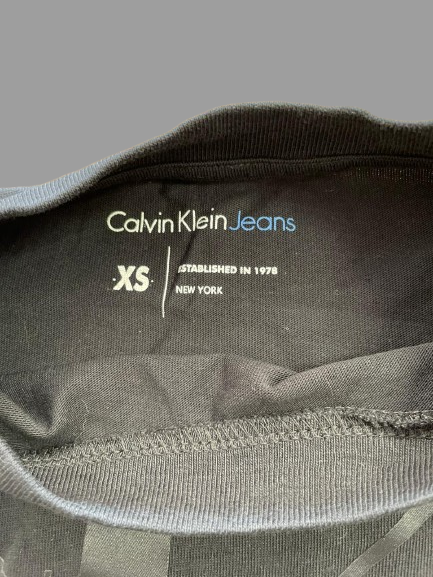 Calvin Klein Jeans
XS
ESTABLISHED IN 1978
NEW YORK